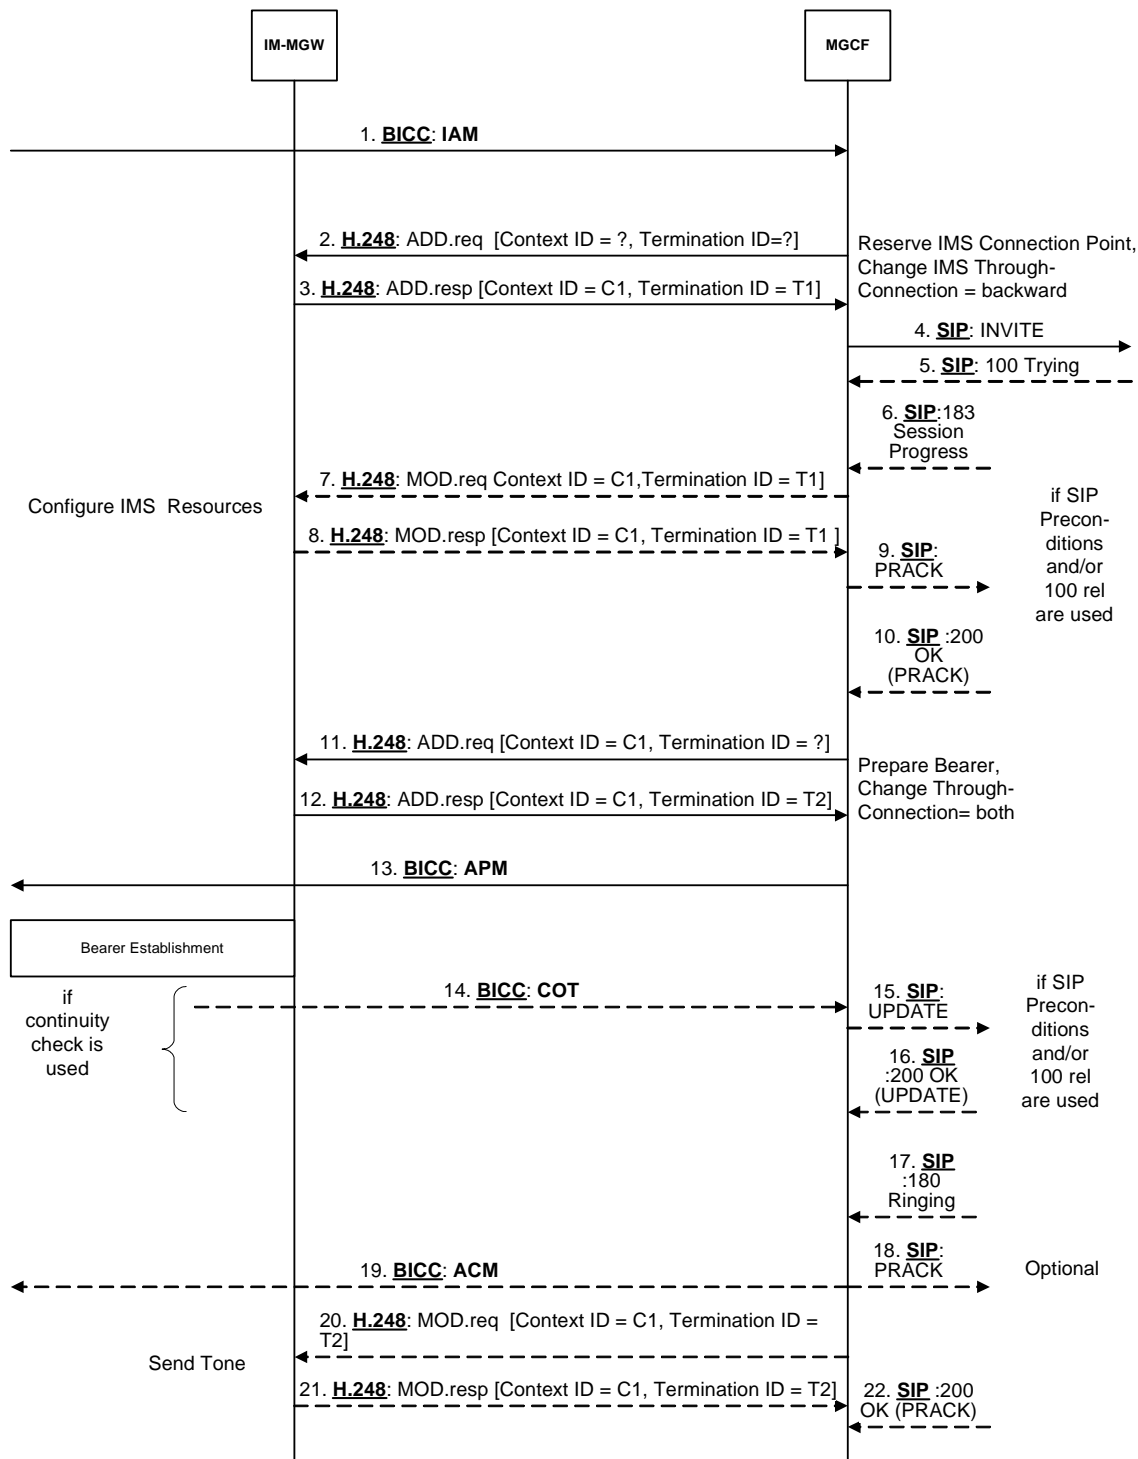 IM-MGW
MGCF
1. BICC: IAM
2. H.248: ADD.req  [Context ID = ?, Termination ID=?]
Reserve IMS Connection Point,
Change IMS Through-
Connection = backward
3. H.248: ADD.resp [Context ID = C1, Termination ID = T1]
4. SIP: INVITE
5. SIP: 100 Trying
6. SIP:183
Session
Progress
7. H.248: MOD.req Context ID = C1,Termination ID = T1]
Configure IMS  Resources
8. H.248: MOD.resp [Context ID = C1, Termination ID = T1 ]
if SIP
Precon-
ditions
and/or
100 rel
are used
9. SIP:
PRACK
10. SIP :200
OK
(PRACK)
11. H.248: ADD.req [Context ID = C1, Termination ID = ?]
Prepare Bearer,
Change Through-
Connection= both
12. H.248: ADD.resp [Context ID = C1, Termination ID = T2]
13. BICC: APM
Bearer Establishment
if
continuity
check is
used
14. BICC: COT
15. SIP:
UPDATE
if SIP
Precon-
ditions
and/or
100 rel
are used
16. SIP
:200 OK
(UPDATE)
17. SIP
:180
Ringing
18. SIP:
PRACK
Optional
19. BICC: ACM
20. H.248: MOD.req  [Context ID = C1, Termination ID =
T2]
Send Tone
21. H.248: MOD.resp [Context ID = C1, Termination ID = T2]
22. SIP :200
OK (PRACK)